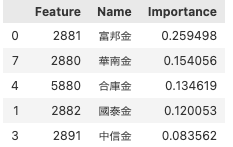 Feature Name Importance
0 2881 富邦金 0.259498
7 2880 華南金 0.154056
4 5880 合庫金 0.134619
1 2882 國泰金 0.120053
3 2891 中信金 0.083562